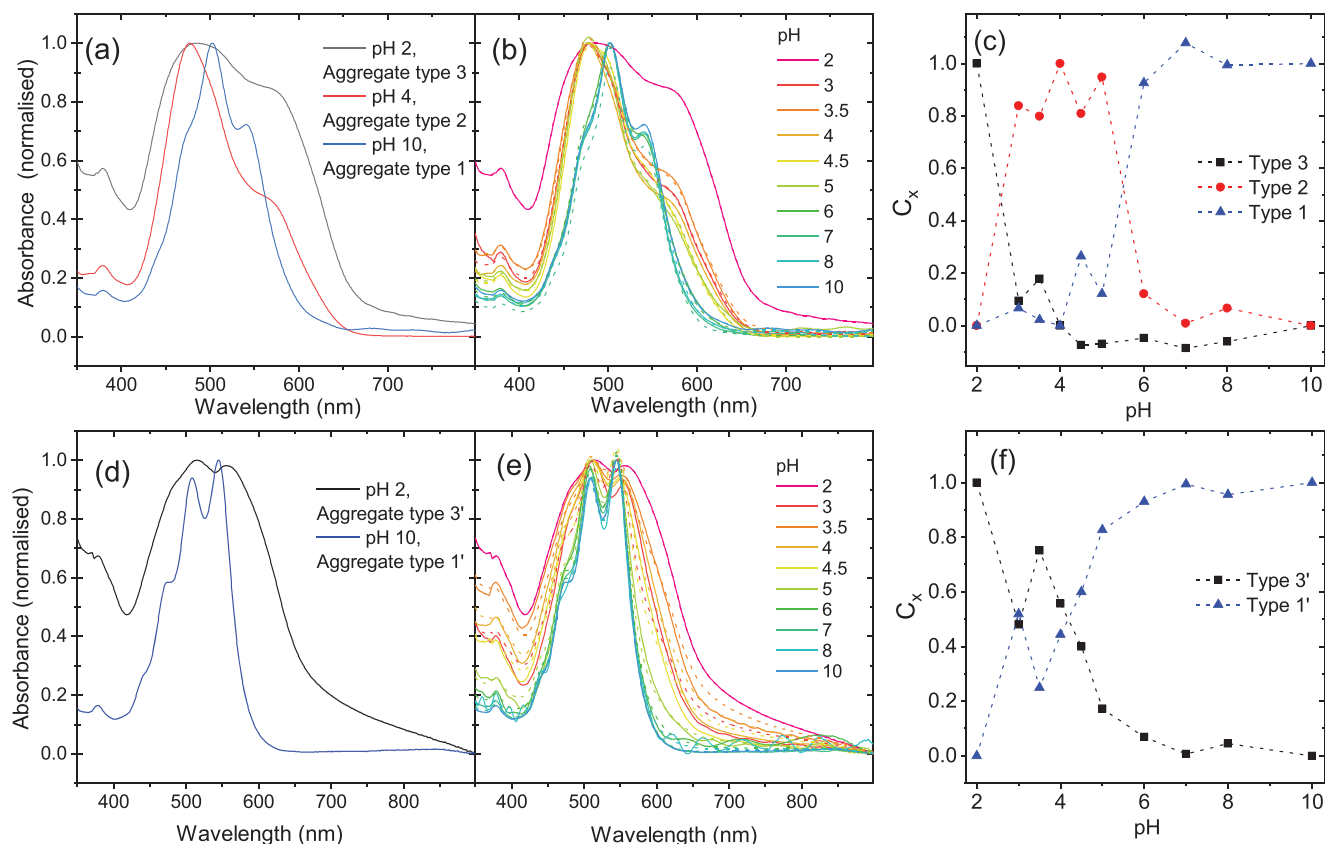 (a)
pH 2,
Aggregate type 3
pH 4,
Aggregate type 2
pH 10,
Aggregate type 1
1.0
0.8
0.6
0.4
0.2
0.0
Absorbance (normalised)
400 500 600 700
Wavelength (nm)
(b)
pH
2
3
3.5
4
4.5
5
6
7
8
10
400 500 600 700
Wavelength (nm)
(c)
1.0
0.8
0.6
0.4
0.2
0.0
Cx
Type 3
Type 2
Type 1
2 4 6 8 10
pH
(d)
pH 2,
Aggregate type 3'
pH 10,
Aggregate type 1'
1.0
0.8
0.6
0.4
0.2
0.0
Absorbance (normalised)
400 500 600 700 800
Wavelength (nm)
(e)
pH
2
3
3.5
4
4.5
5
6
7
8
10
400 500 600 700 800
Wavelength (nm)
(f)
1.0
0.8
0.6
0.4
0.2
0.0
Cx
Type 3'
Type 1'
2 4 6 8 10
pH